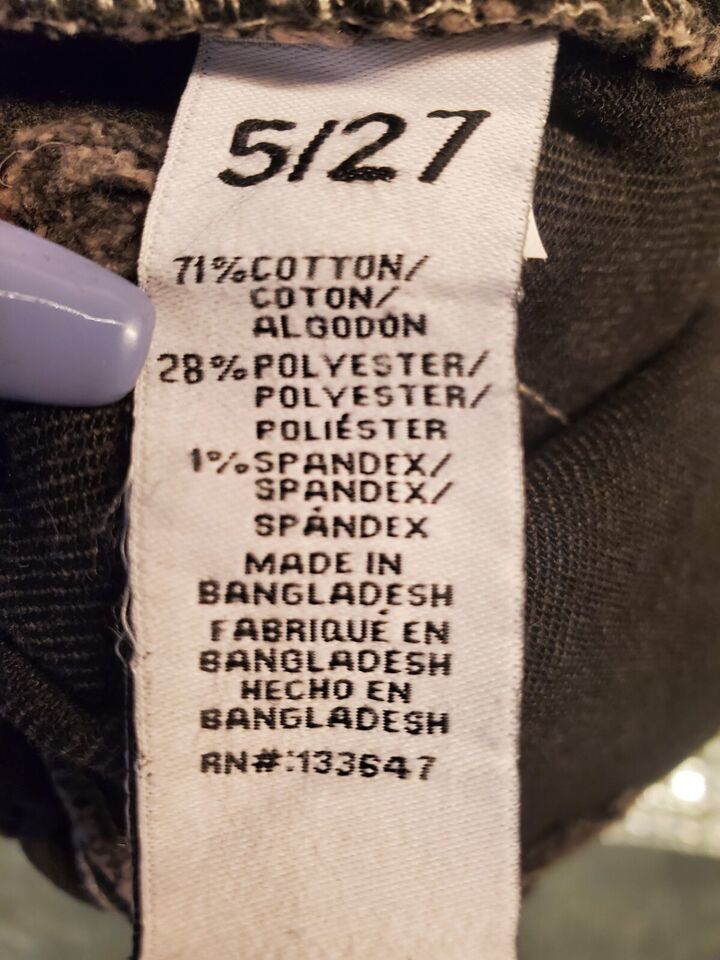 5/27
71% COTTON/
COTON/
ALGODÓN
28% POLYESTER/
POLYESTER/
POLIÉSTER
1% SPANDEX/
SPANDEX/
SPÁNDEX
MADE IN
BANGLADESH
FABRIQUÉ EN
BANGLADESH
HECHO EN
BANGLADESH
RN#:133647